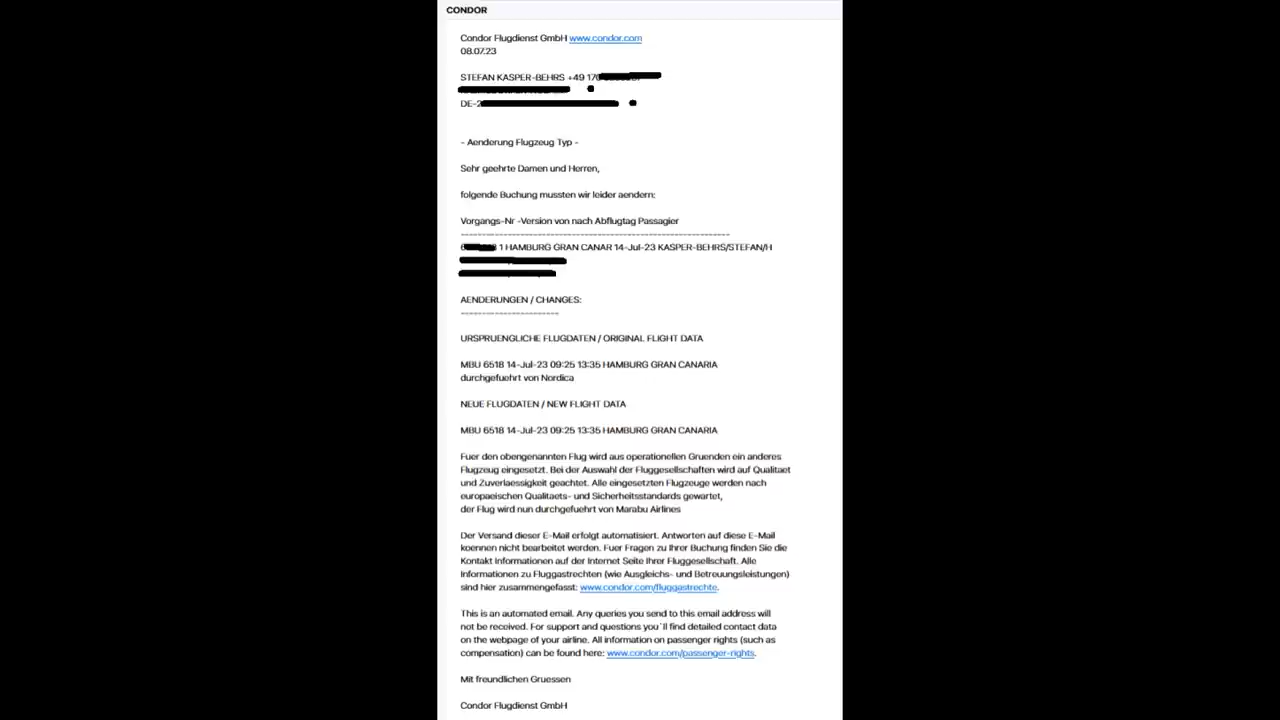 CONDOR
Condor Flugdienst GmbH www.condor.com
08.07.23
STEFAN KASPER-BEHRS +49 170
DE-2
- Aenderung Flugzeug Typ -
Sehr geehrte Damen und Herren,
folgende Buchung mussten wir leider aendern:
Vorgangs-Nr -Version von nach Abflugtag Passagier
----------------------------------------------------------------
1 HAMBURG GRAN CANAR 14-Jul-23 KASPER-BEHRS/STEFAN/H
AENDERUNGEN / CHANGES:
-----------------------
URSPRUENGLICHE FLUGDATEN / ORIGINAL FLIGHT DATA
MBU 6518 14-Jul-23 09:25 13:35 HAMBURG GRAN CANARIA
durchgefuehrt von Nordica
NEUE FLUGDATEN / NEW FLIGHT DATA
MBU 6518 14-Jul-23 09:25 13:35 HAMBURG GRAN CANARIA
Fuer den obengenannten Flug wird aus operationellen Gruenden ein anderes
Flugzeug eingesetzt. Bei der Auswahl der Fluggesellschaften wird auf Qualitaet
und Zuverlaessigkeit geachtet. Alle eingesetzten Flugzeuge werden nach
europaeischen Qualitaets- und Sicherheitsstandards gewartet,
der Flug wird nun durchgefuehrt von Marabu Airlines
Der Versand dieser E-Mail erfolgt automatisiert. Antworten auf diese E-Mail
koennen nicht bearbeitet werden. Fuer Fragen zu Ihrer Buchung finden Sie die
Kontakt Informationen auf der Internet Seite Ihrer Fluggesellschaft. Alle
Informationen zu Fluggastrechten (wie Ausgleichs- und Betreuungsleistungen)
sind hier zusammengefasst: www.condor.com/fluggastrechte.
This is an automated email. Any queries you send to this email address will
not be received. For support and questions you`ll find detailed contact data
on the webpage of your airline. All information on passenger rights (such as
compensation) can be found here: www.condor.com/passenger-rights.
Mit freundlichen Gruessen
Condor Flugdienst GmbH